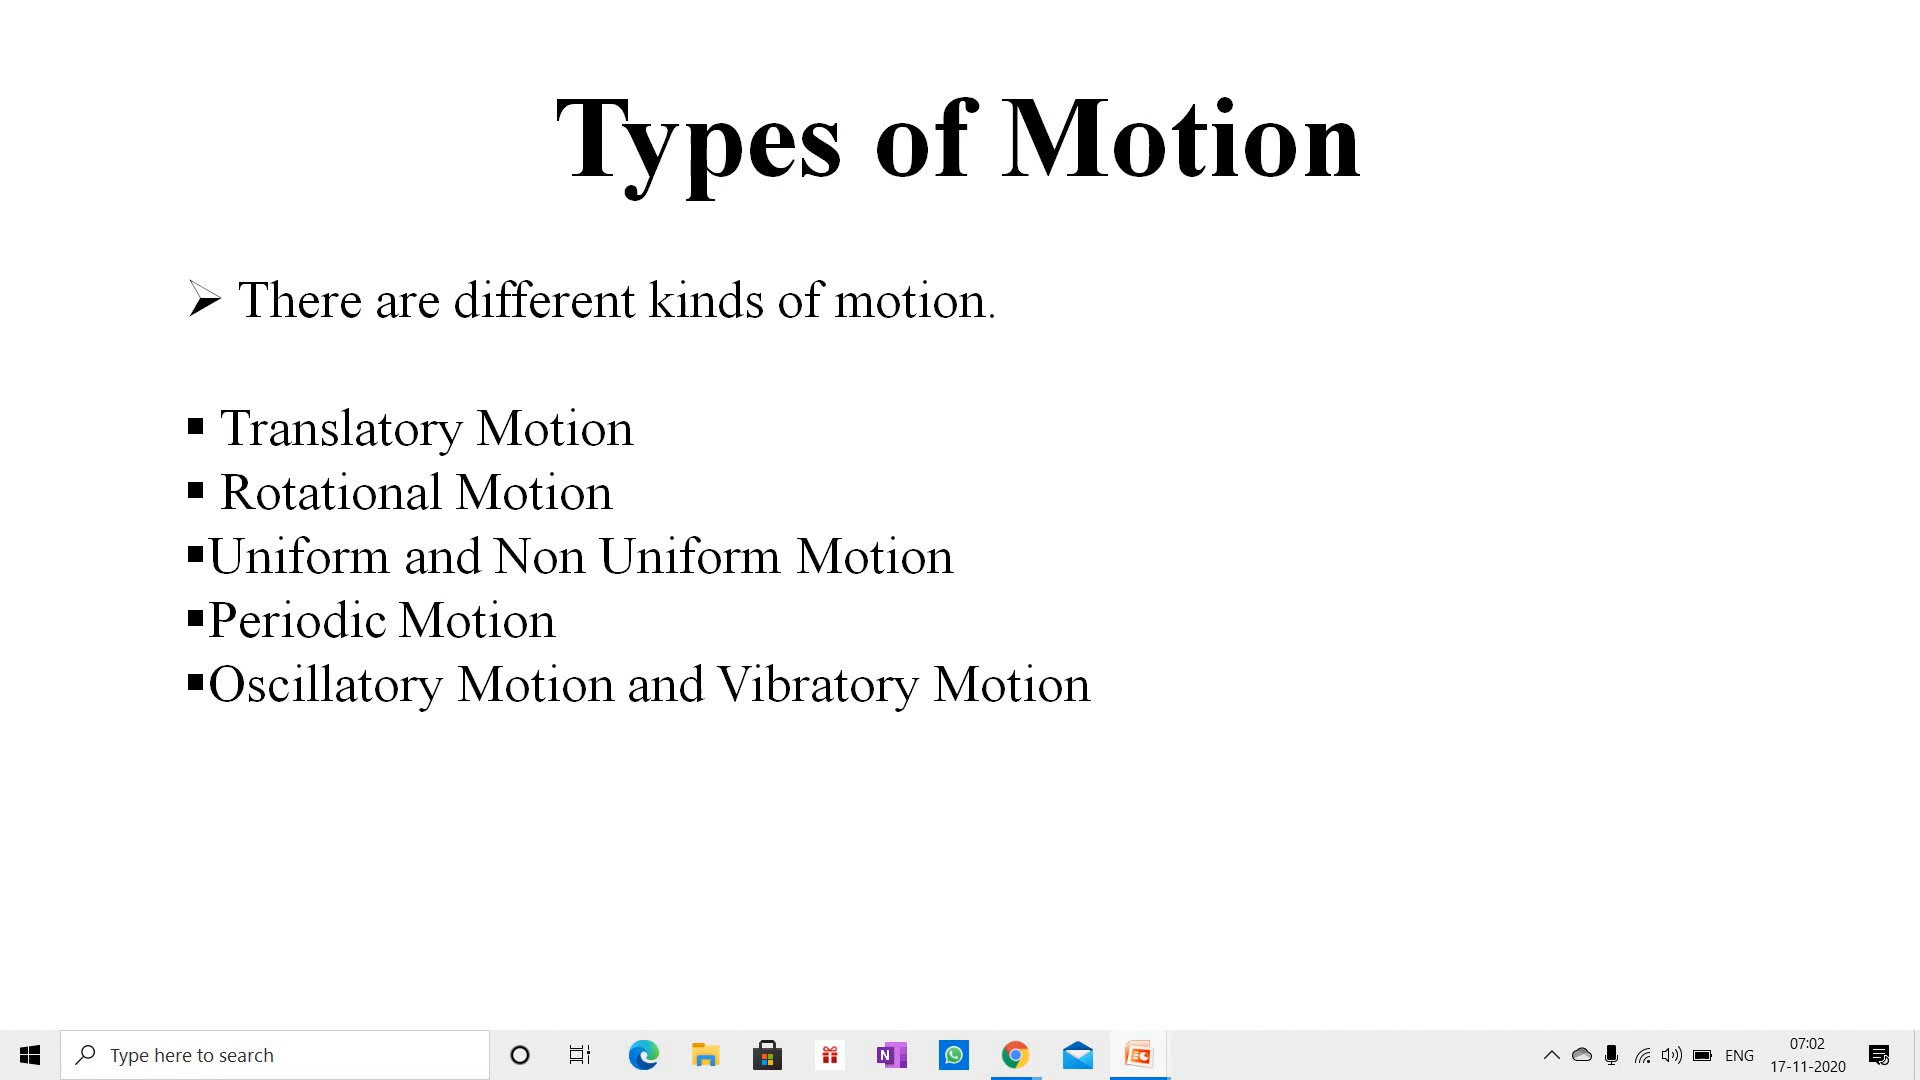 Types of Motion
➢ There are different kinds of motion.
▪ Translatory Motion
▪ Rotational Motion
▪Uniform and Non Uniform Motion
▪Periodic Motion
▪Oscillatory Motion and Vibratory Motion
Type here to search
ENG
07:02
17-11-2020